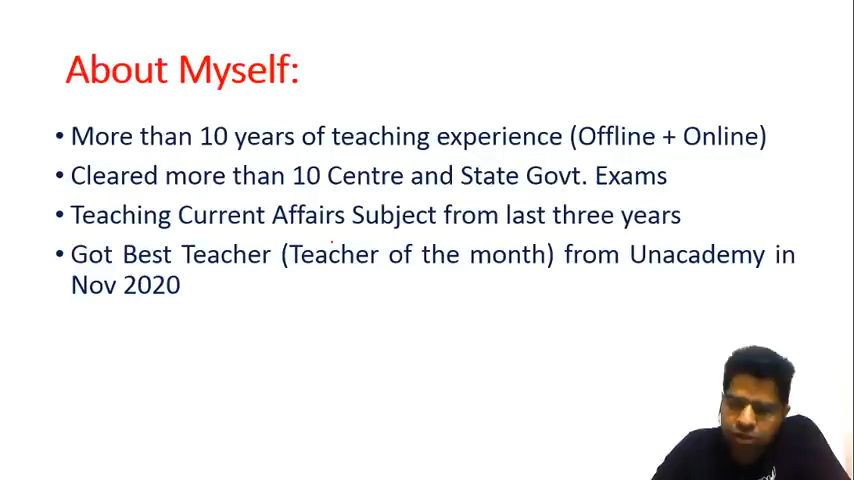 About Myself:
• More than 10 years of teaching experience (Offline + Online)
• Cleared more than 10 Centre and State Govt. Exams
• Teaching Current Affairs Subject from last three years
• Got Best Teacher (Teacher of the month) from Unacademy in
Nov 2020